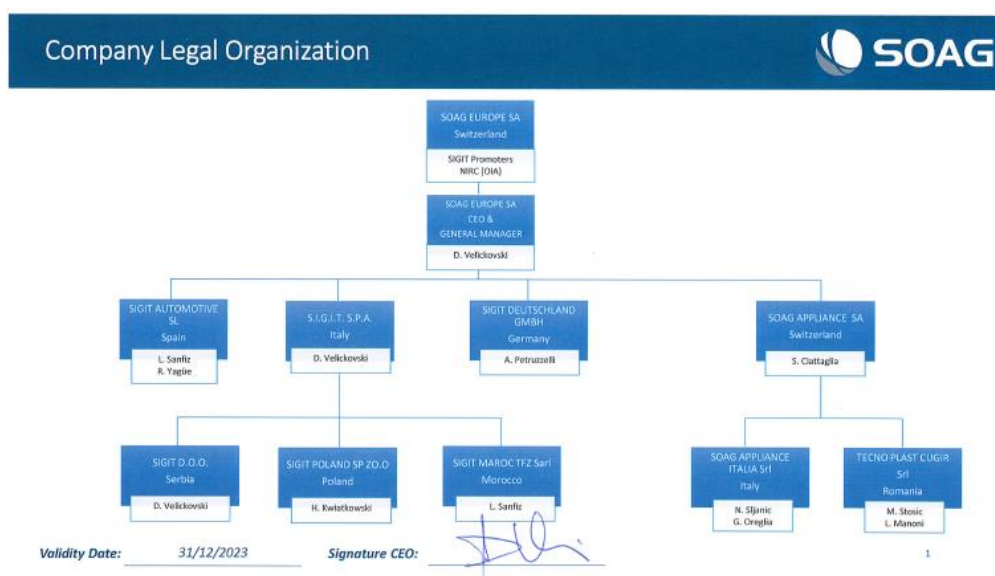 Company Legal Organization
SOAG
SOAG EUROPE SA
Switzerland
SIGIT Promoters
NIRC (OIA)
SOAG EUROPE SA
CEO &
GENERAL MANAGER
D. Velickovski
SIGIT AUTOMOTIVE
SL
Spain
L. Sanfiz
R. Yagüe
S.I.G.I.T. S.P.A.
Italy
D. Velickovski
SIGIT DEUTSCHLAND
GMBH
Germany
A. Petruzzelli
SOAG APPLIANCE SA
Switzerland
S. Ciattaglia
SIGIT D.O.O.
Serbia
D. Velickovski
SIGIT POLAND SP ZO.O
Poland
H. Kwiatkowski
SIGIT MAROC TFZ Sarl
Morocco
L. Sanfiz
SOAG APPLIANCE
ITALIA Srl
Italy
N. Sljanic
G. Oreglia
TECNO PLAST CUGIR
Srl
Romania
M. Stosic
L. Manoni
Validity Date: 31/12/2023 Signature CEO:
1